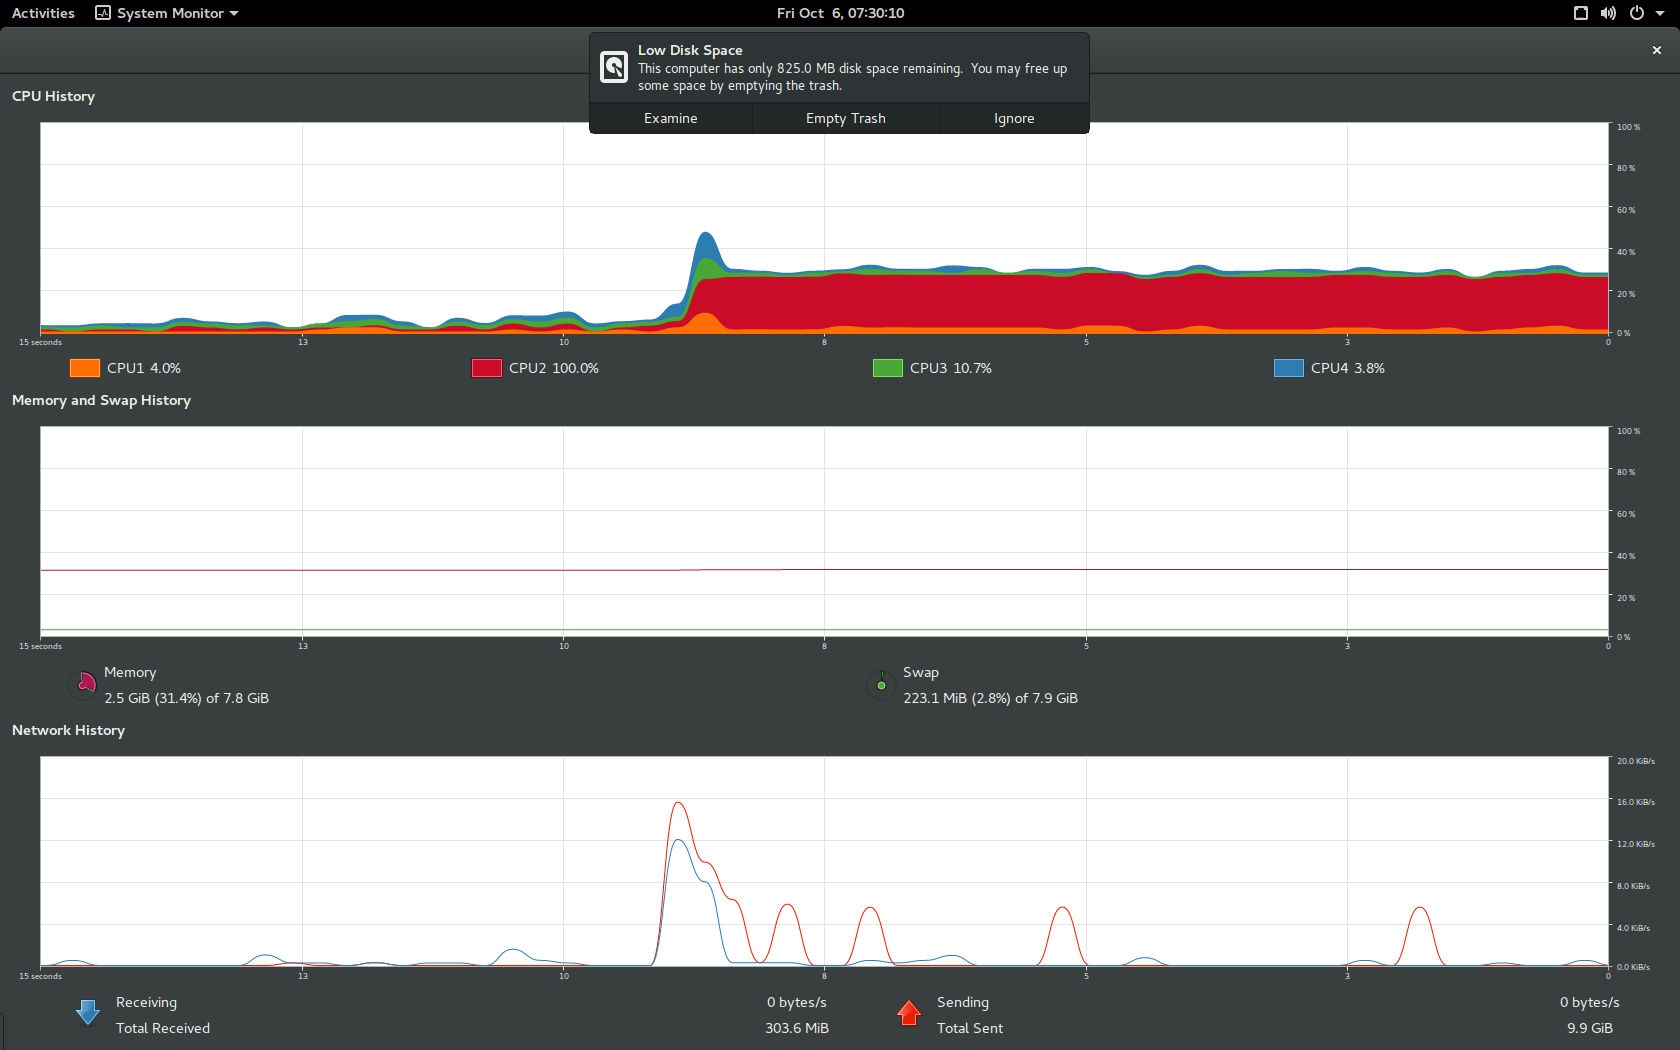 Activities System Monitor Fri Oct 6, 07:30:10
Low Disk Space
This computer has only 825.0 MB disk space remaining. You may free up
some space by emptying the trash.
Examine Empty Trash Ignore
CPU History
100 %
80 %
60 %
40 %
20 %
0 %
15 seconds 13 10 8 5 3 0
CPU1 4.0% CPU2 100.0% CPU3 10.7% CPU4 3.8%
Memory and Swap History
100 %
80 %
60 %
40 %
20 %
0 %
15 seconds 13 10 8 5 3 0
Memory Swap
2.5 GiB (31.4%) of 7.8 GiB 223.1 MiB (2.8%) of 7.9 GiB
Network History
20.0 KiB/s
16.0 KiB/s
12.0 KiB/s
8.0 KiB/s
4.0 KiB/s
0.0 KiB/s
15 seconds 13 10 8 5 3 0
Receiving 0 bytes/s Sending 0 bytes/s
Total Received 303.6 MiB Total Sent 9.9 GiB